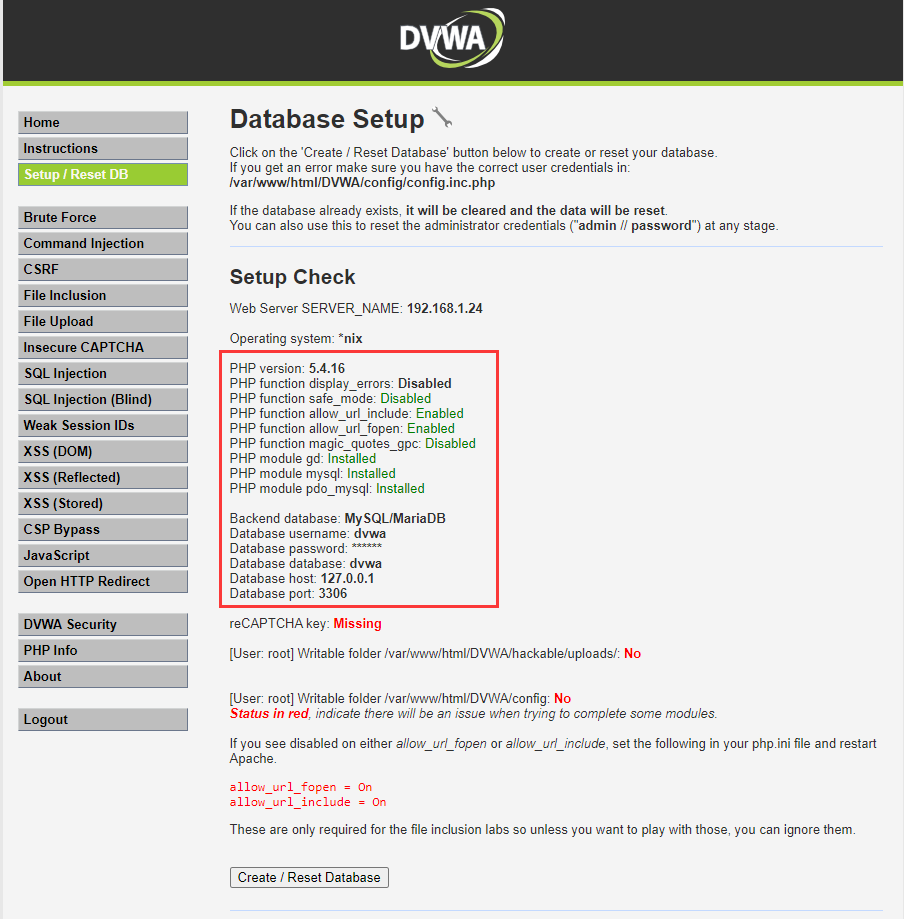 DVWA
Home
Instructions
Setup / Reset DB
Brute Force
Command Injection
CSRF
File Inclusion
File Upload
Insecure CAPTCHA
SQL Injection
SQL Injection (Blind)
Weak Session IDs
XSS (DOM)
XSS (Reflected)
XSS (Stored)
CSP Bypass
JavaScript
Open HTTP Redirect
DVWA Security
PHP Info
About
Logout
Database Setup
Click on the 'Create / Reset Database' button below to create or reset your database.
If you get an error make sure you have the correct user credentials in:
/var/www/html/DVWA/config/config.inc.php
If the database already exists, it will be cleared and the data will be reset.
You can also use this to reset the administrator credentials ("admin // password") at any stage.
Setup Check
Web Server SERVER_NAME: 192.168.1.24
Operating system: *nix
PHP version: 5.4.16
PHP function display_errors: Disabled
PHP function safe_mode: Disabled
PHP function allow_url_include: Enabled
PHP function allow_url_fopen: Enabled
PHP function magic_quotes_gpc: Disabled
PHP module gd: Installed
PHP module mysql: Installed
PHP module pdo_mysql: Installed
Backend database: MySQL/MariaDB
Database username: dvwa
Database password: ******
Database database: dvwa
Database host: 127.0.0.1
Database port: 3306
reCAPTCHA key: Missing
[User: root] Writable folder /var/www/html/DVWA/hackable/uploads/: No
[User: root] Writable folder /var/www/html/DVWA/config: No
Status in red, indicate there will be an issue when trying to complete some modules.
If you see disabled on either allow_url_fopen or allow_url_include, set the following in your php.ini file and restart
Apache.
allow_url_fopen = On
allow_url_include = On
These are only required for the file inclusion labs so unless you want to play with those, you can ignore them.
Create / Reset Database